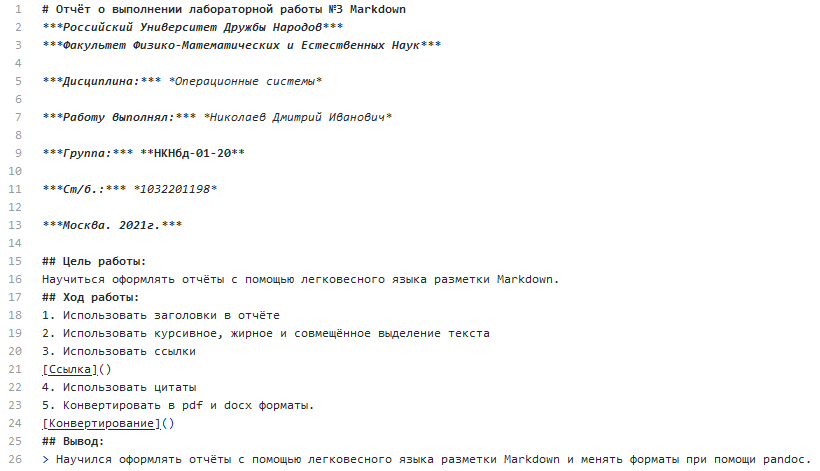 1 # Отчёт о выполнении лабораторной работы №3 Markdown
2 ***Российский Университет Дружбы Народов***
3 ***Факультет Физико-Математических и Естественных Наук***
4
5 ***Дисциплина:*** *Операционные системы*
6
7 ***Работу выполнял:*** *Николаев Дмитрий Иванович*
8
9 ***Группа:*** **НКНбд-01-20**
10
11 ***Ст/б.:*** *1032201198*
12
13 ***Москва. 2021г.***
14
15 ## Цель работы:
16 Научиться оформлять отчёты с помощью легковесного языка разметки Markdown.
17 ## Ход работы:
18 1. Использовать заголовки в отчёте
19 2. Использовать курсивное, жирное и совмещённое выделение текста
20 3. Использовать ссылки
21 [Ссылка]()
22 4. Использовать цитаты
23 5. Конвертировать в pdf и docx форматы.
24 [Конвертирование]()
25 ## Вывод:
26 > Научился оформлять отчёты с помощью легковесного языка разметки Markdown и менять форматы при помощи pandoc.